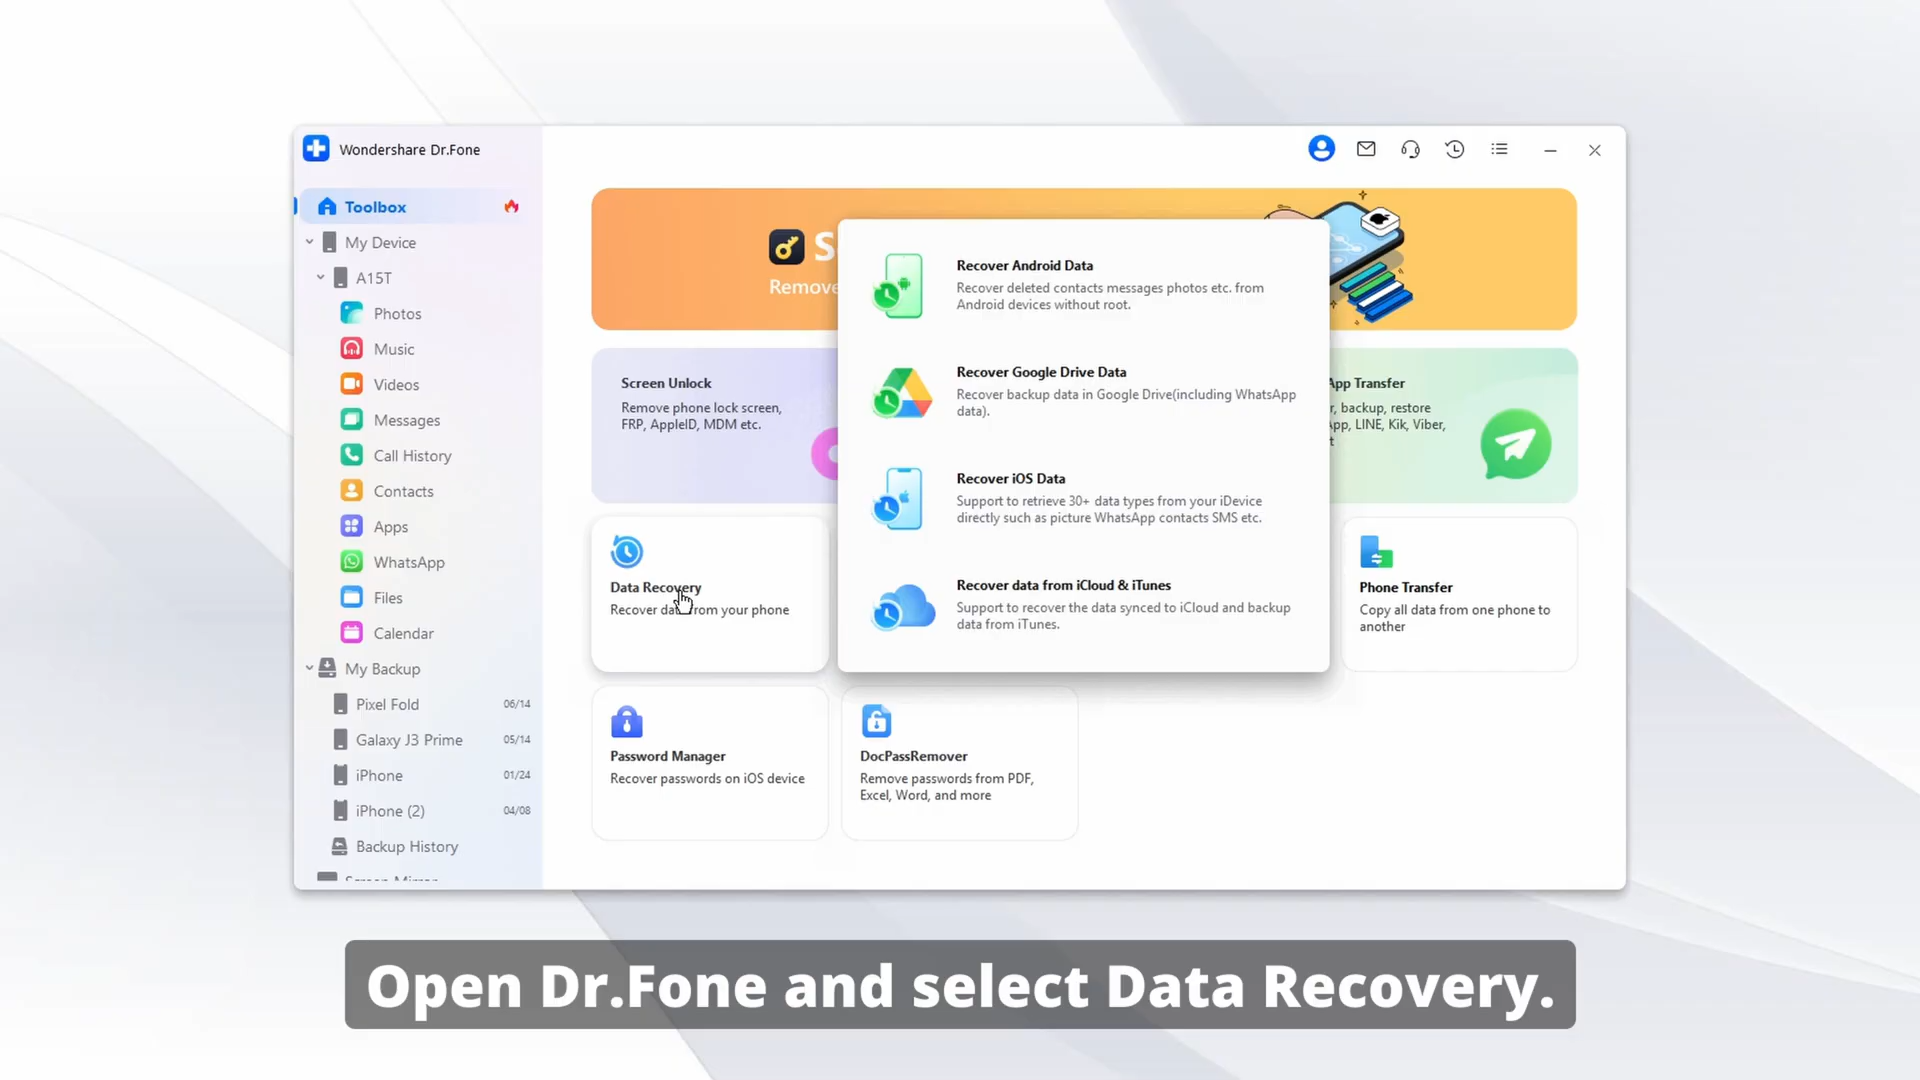 Wondershare Dr.Fone
Toolbox
My Device
A15T
Photos
Music
Videos
Messages
Call History
Contacts
Apps
WhatsApp
Files
Calendar
My Backup
Pixel Fold 06/14
Galaxy J3 Prime 05/14
iPhone 01/24
iPhone (2) 04/08
Backup History
Screen Mirror
S
Remove
Screen Unlock
Remove phone lock screen,
FRP, AppleID, MDM etc.
Recover Android Data
Recover deleted contacts messages photos etc. from
Android devices without root.
Recover Google Drive Data
Recover backup data in Google Drive(including WhatsApp
data).
Recover iOS Data
Support to retrieve 30+ data types from your iDevice
directly such as picture WhatsApp contacts SMS etc.
Recover data from iCloud & iTunes
Support to recover the data synced to iCloud and backup
data from iTunes.
App Transfer
r, backup, restore
App, LINE, Kik, Viber,
t
Data Recovery
Recover data from your phone
Phone Transfer
Copy all data from one phone to
another
Password Manager
Recover passwords on iOS device
DocPassRemover
Remove passwords from PDF,
Excel, Word, and more
Open Dr.Fone and select Data Recovery.